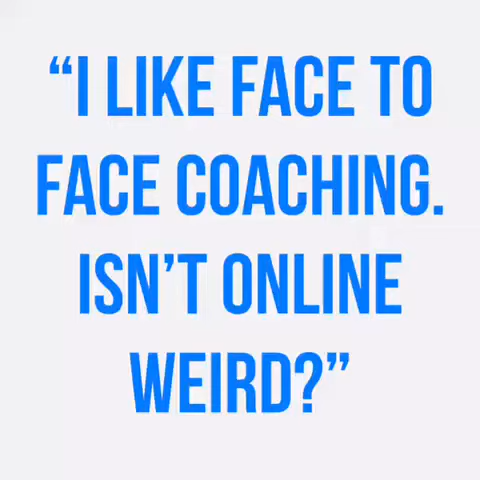 “I LIKE FACE TO
FACE COACHING.
ISN’T ONLINE
WEIRD?”